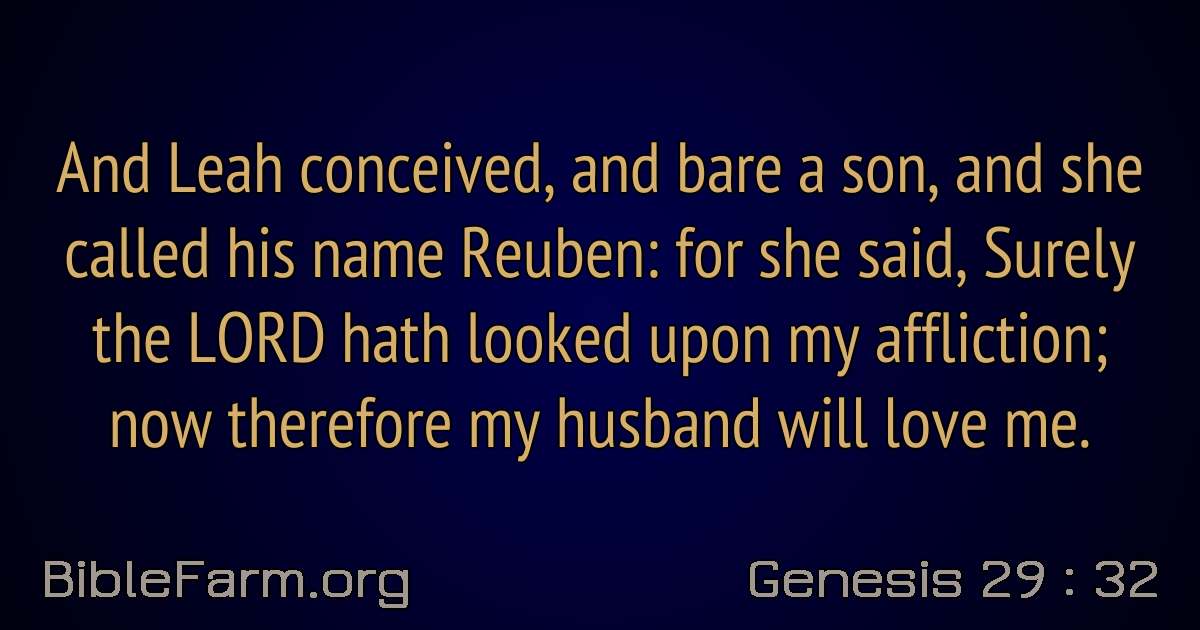 And Leah conceived, and bare a son, and she
called his name Reuben: for she said, Surely
the LORD hath looked upon my affliction;
now therefore my husband will love me.
BibleFarm.org
Genesis 29 : 32